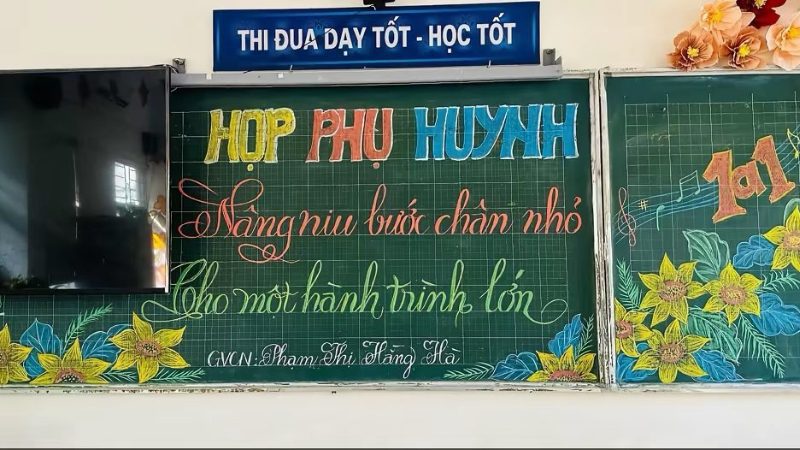 THI ĐUA DẠY TỐT - HỌC TỐT
HỌP PHỤ HUYNH
Nâng niu bước chân nhỏ
Cho một hành trình lớn
GVCN: Phạm Thi Hằng Hà
1a1